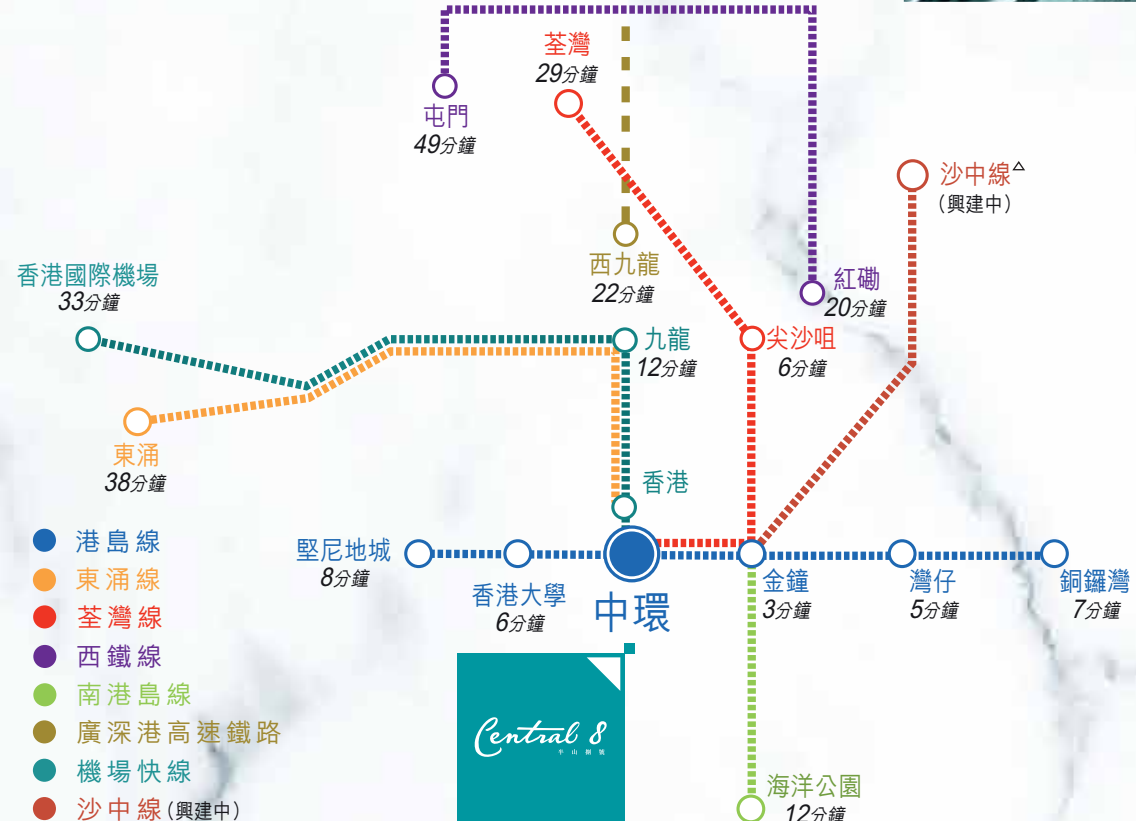 荃灣
29分鐘
屯門
49分鐘
沙中線△
(興建中)
西九龍
22分鐘
香港國際機場
33分鐘
紅磡
20分鐘
九龍
12分鐘
尖沙咀
6分鐘
東涌
38分鐘
香港
堅尼地城
8分鐘
香港大學
6分鐘
中環
金鐘
3分鐘
灣仔
5分鐘
銅鑼灣
7分鐘
港島線
東涌線
荃灣線
西鐵線
南港島線
廣深港高速鐵路
機場快線
沙中線(興建中)
Central 8
半山捌號
海洋公園
12分鐘